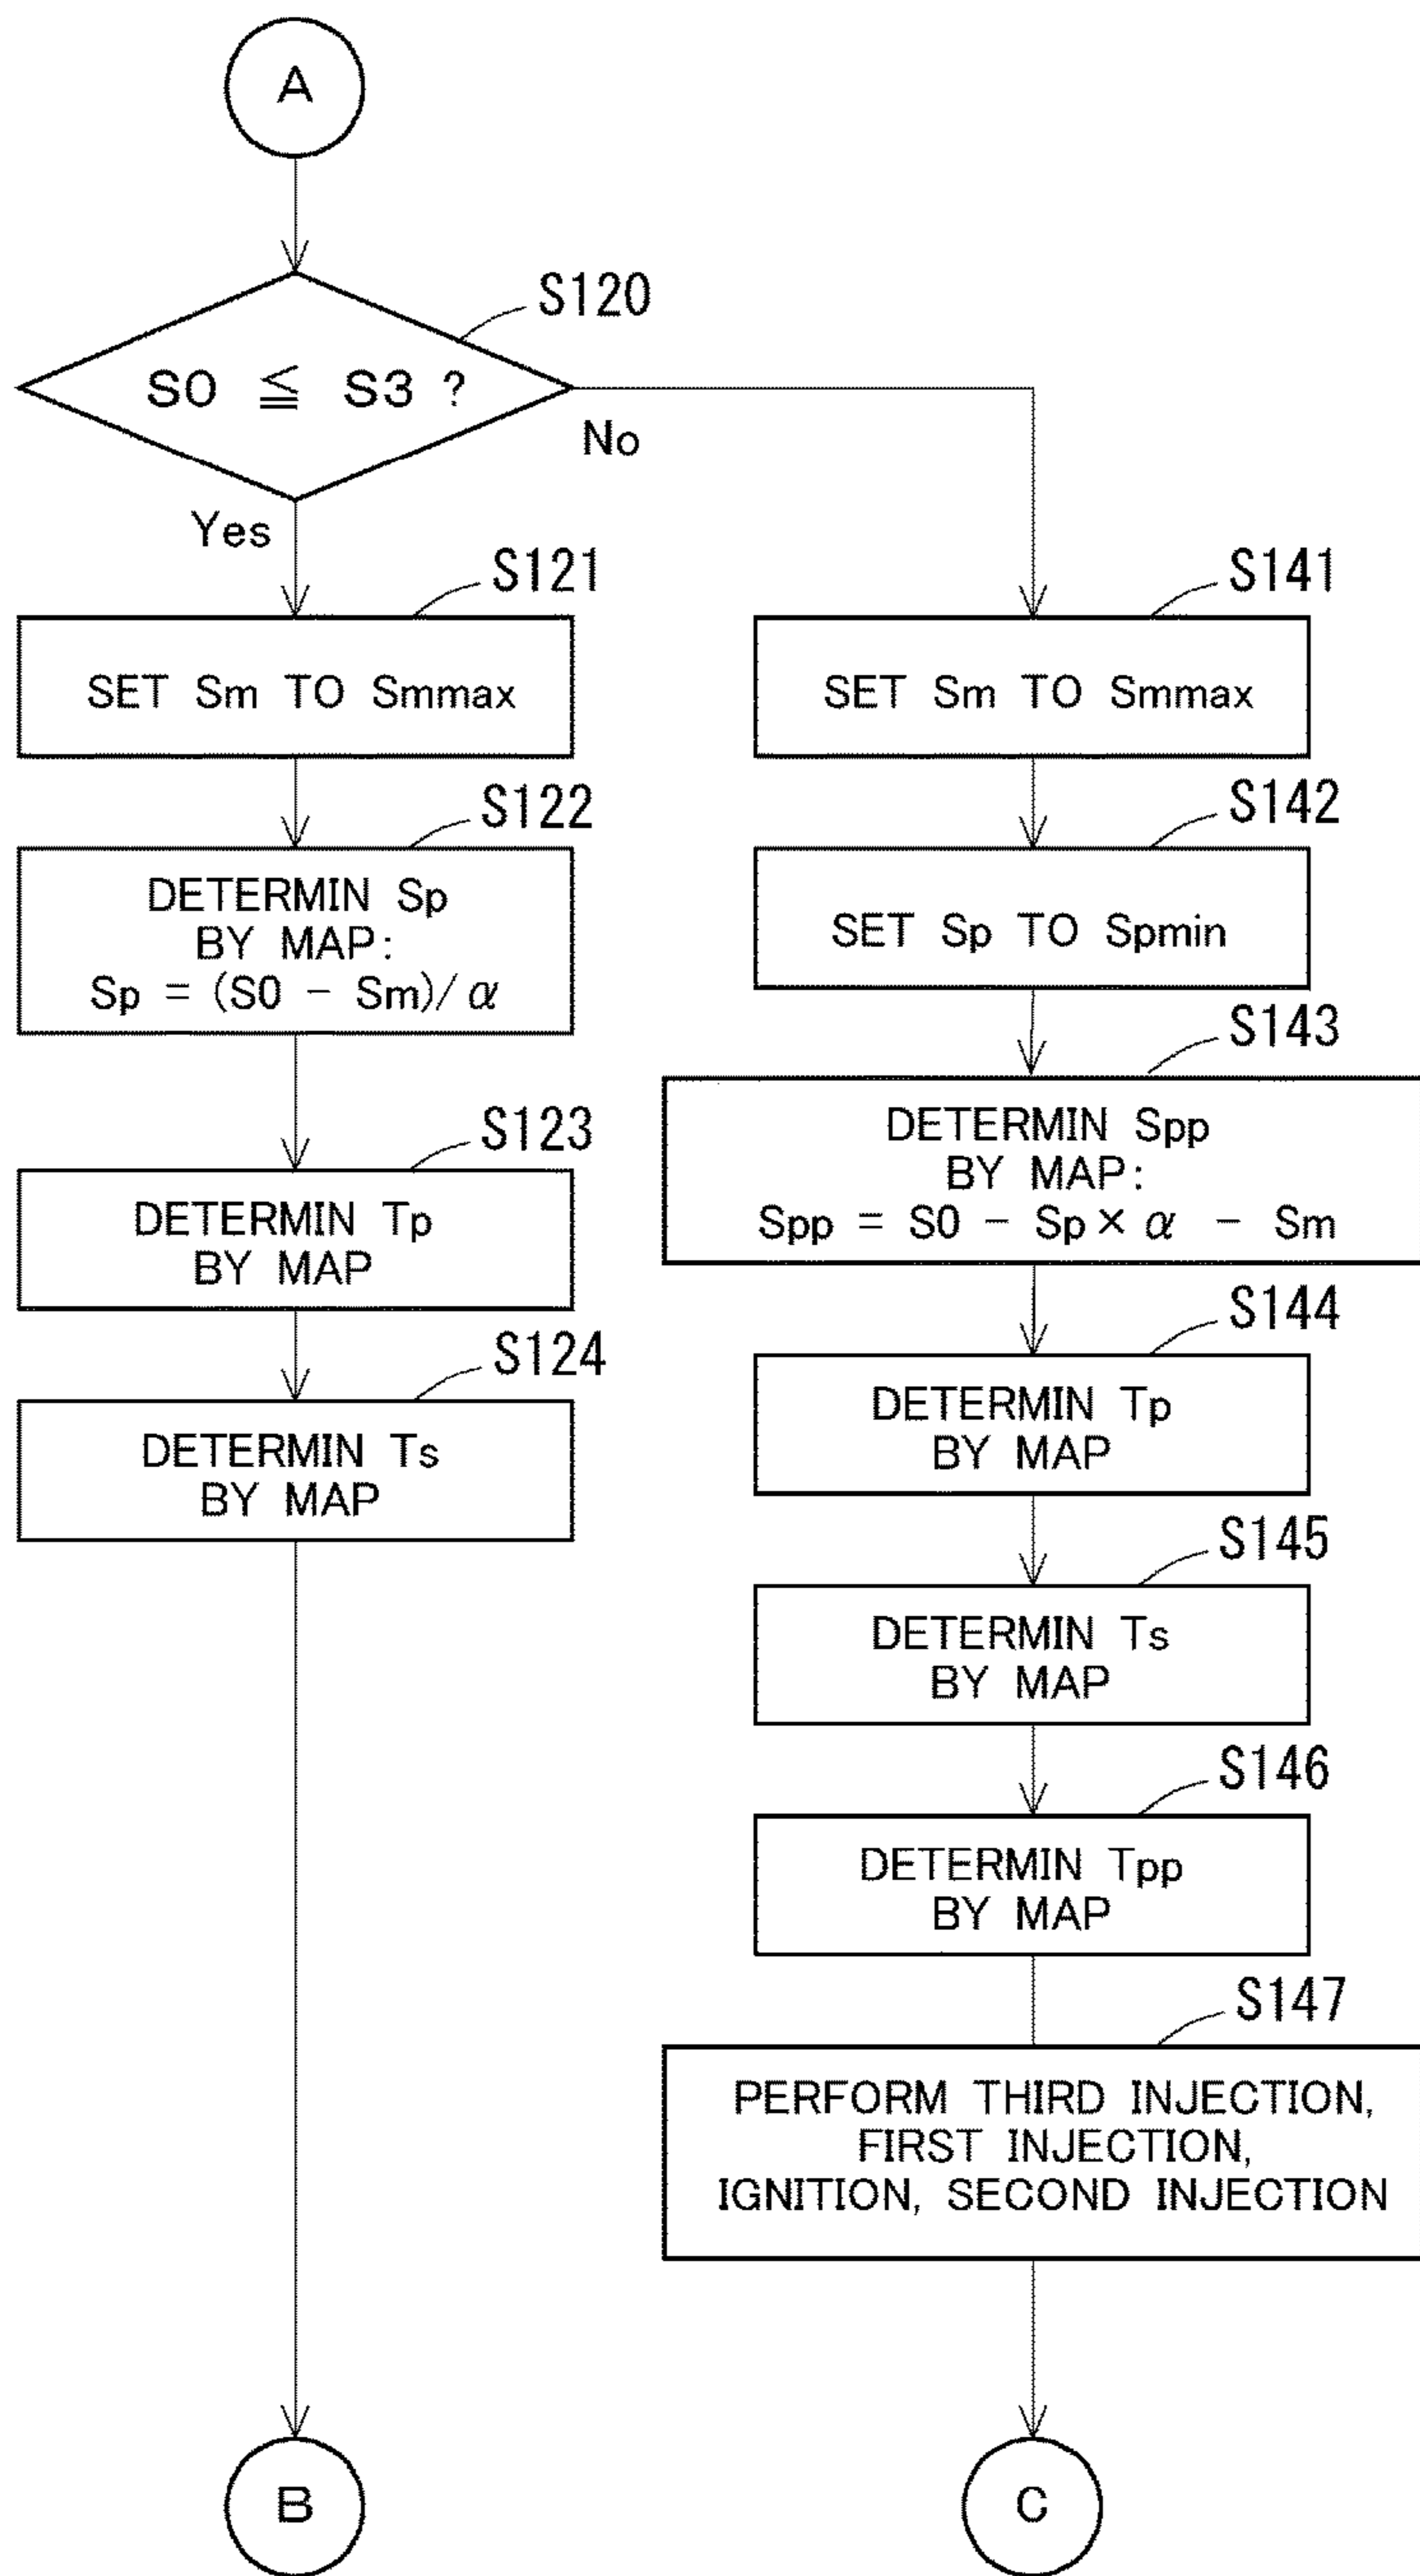 A
S120
S0 ≦ S3 ?
No
Yes
S121
SET Sm TO Smmax
S122
DETERMIN Sp
BY MAP:
Sp = (S0 - Sm)/α
S123
DETERMIN Tp
BY MAP
S124
DETERMIN Ts
BY MAP
B
S141
SET Sm TO Smmax
S142
SET Sp TO Spmin
S143
DETERMIN Spp
BY MAP:
Spp = S0 - Sp×α - Sm
S144
DETERMIN Tp
BY MAP
S145
DETERMIN Ts
BY MAP
S146
DETERMIN Tpp
BY MAP
S147
PERFORM THIRD INJECTION,
FIRST INJECTION,
IGNITION, SECOND INJECTION
C